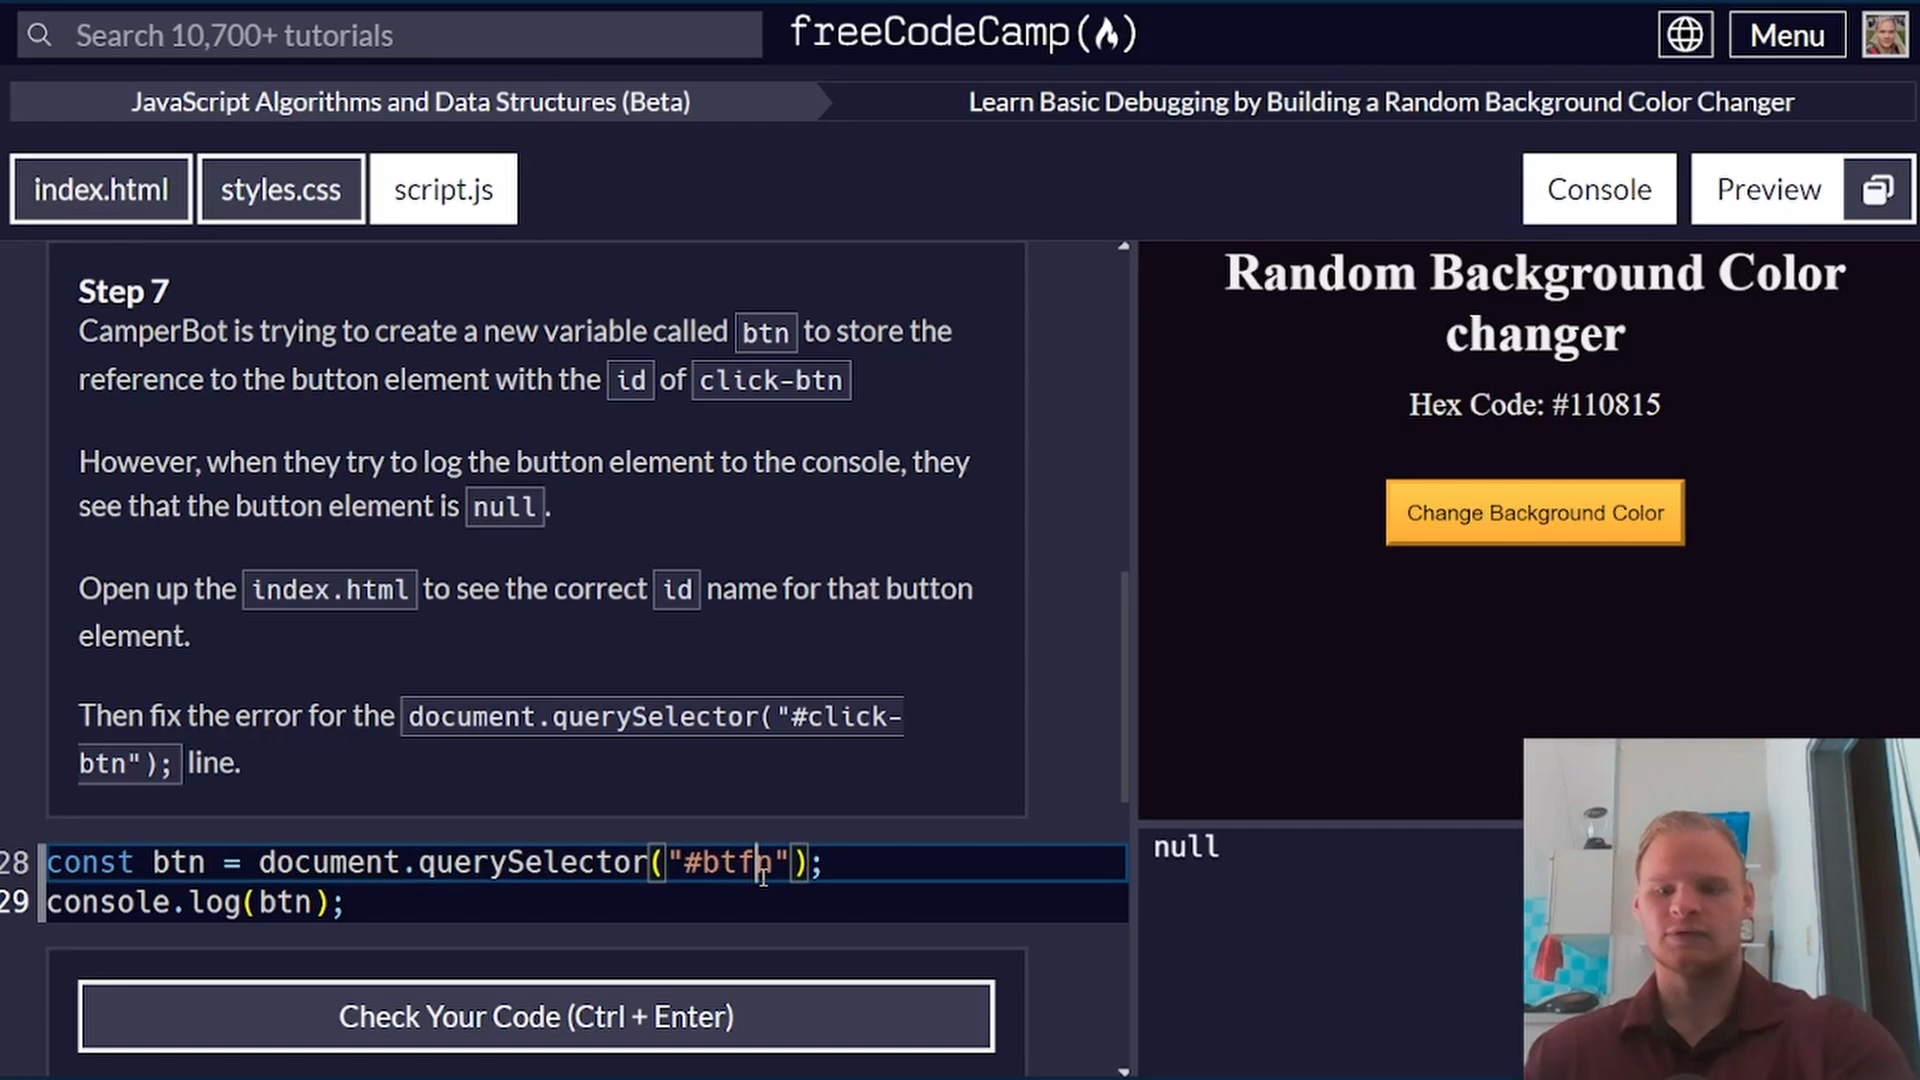 Search 10,700+ tutorials
freeCodeCamp
Menu
JavaScript Algorithms and Data Structures (Beta)
Learn Basic Debugging by Building a Random Background Color Changer
index.html
styles.css
script.js
Console
Preview
Step 7
CamperBot is trying to create a new variable called btn to store the
reference to the button element with the id of click-btn
However, when they try to log the button element to the console, they
see that the button element is null.
Open up the index.html to see the correct id name for that button
element.
Then fix the error for the document.querySelector("#click-
btn"); line.
28 const btn = document.querySelector("#btfn");
29 console.log(btn);
Check Your Code (Ctrl + Enter)
Random Background Color
changer
Hex Code: #110815
Change Background Color
null